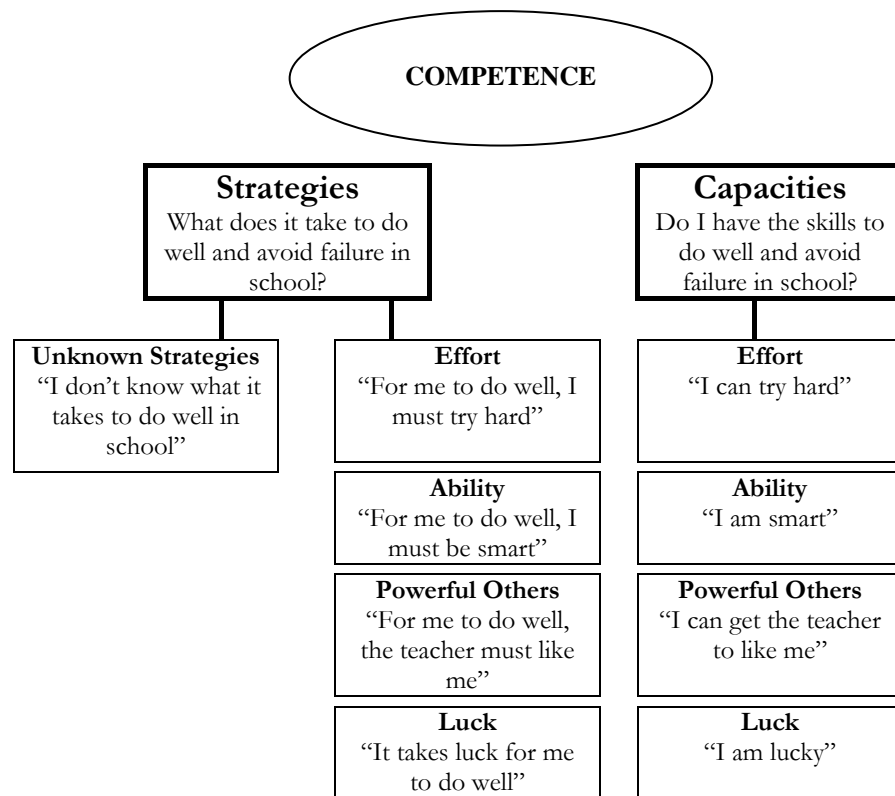 COMPETENCE
Strategies
What does it take to do
well and avoid failure in
school?
Capacities
Do I have the skills to
do well and avoid
failure in school?
Unknown Strategies
“I don’t know what it
takes to do well in
school”
Effort
“For me to do well, I
must try hard”
Effort
“I can try hard”
Ability
“For me to do well, I
must be smart”
Ability
“I am smart”
Powerful Others
“For me to do well,
the teacher must like
me”
Powerful Others
“I can get the teacher
to like me”
Luck
“It takes luck for me
to do well”
Luck
“I am lucky”